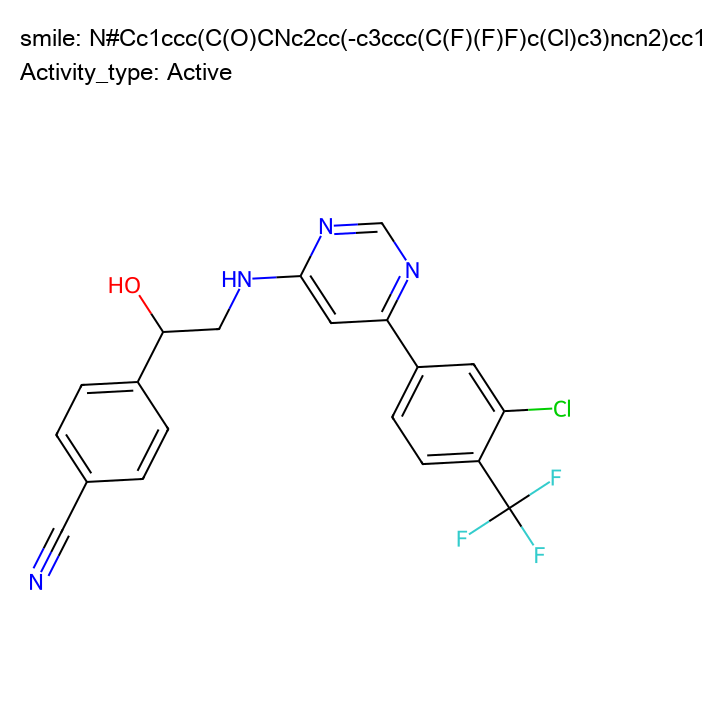 smile: N#Cc1ccc(C(O)CNc2cc(-c3ccc(C(F)(F)F)c(Cl)c3)ncn2)cc1
Activity_type: Active
N
HO
HN
N
Cl
F
F
F
N